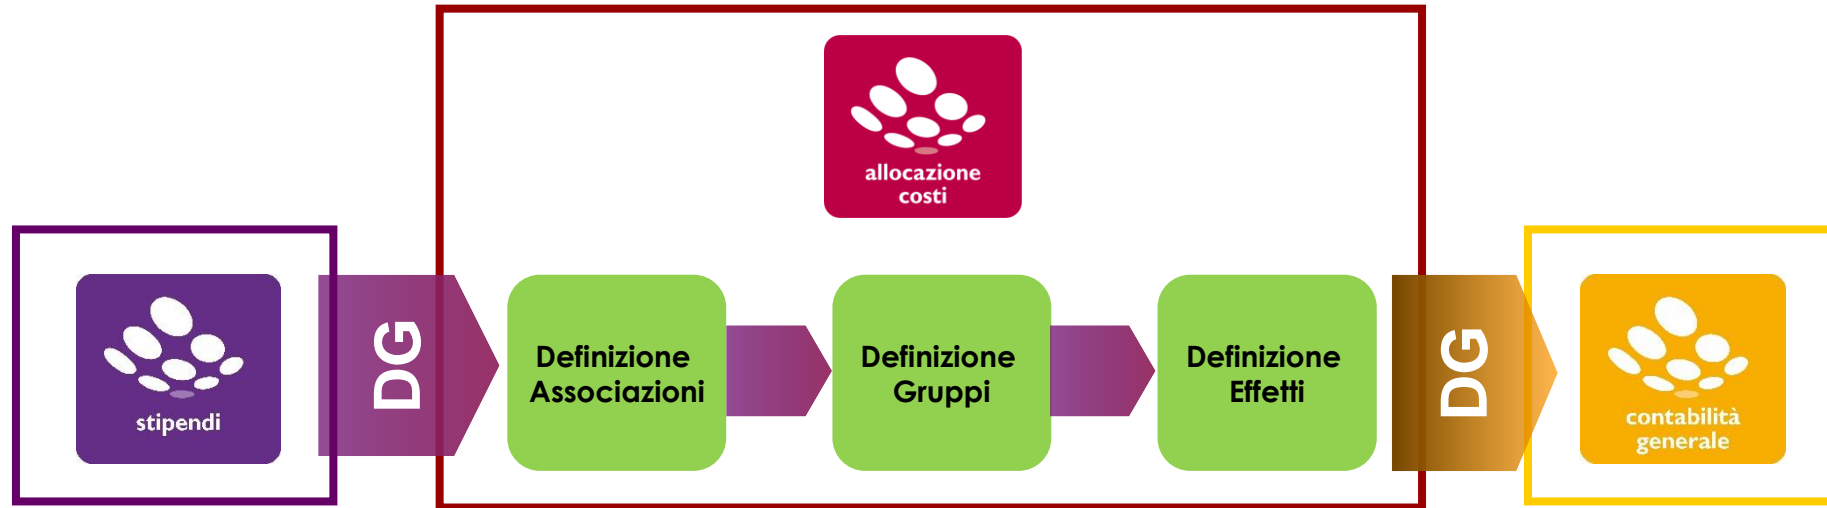 allocazione
costi
stipendi
DG
Definizione
Associazioni
Definizione
Gruppi
Definizione
Effetti
DG
contabilità
generale